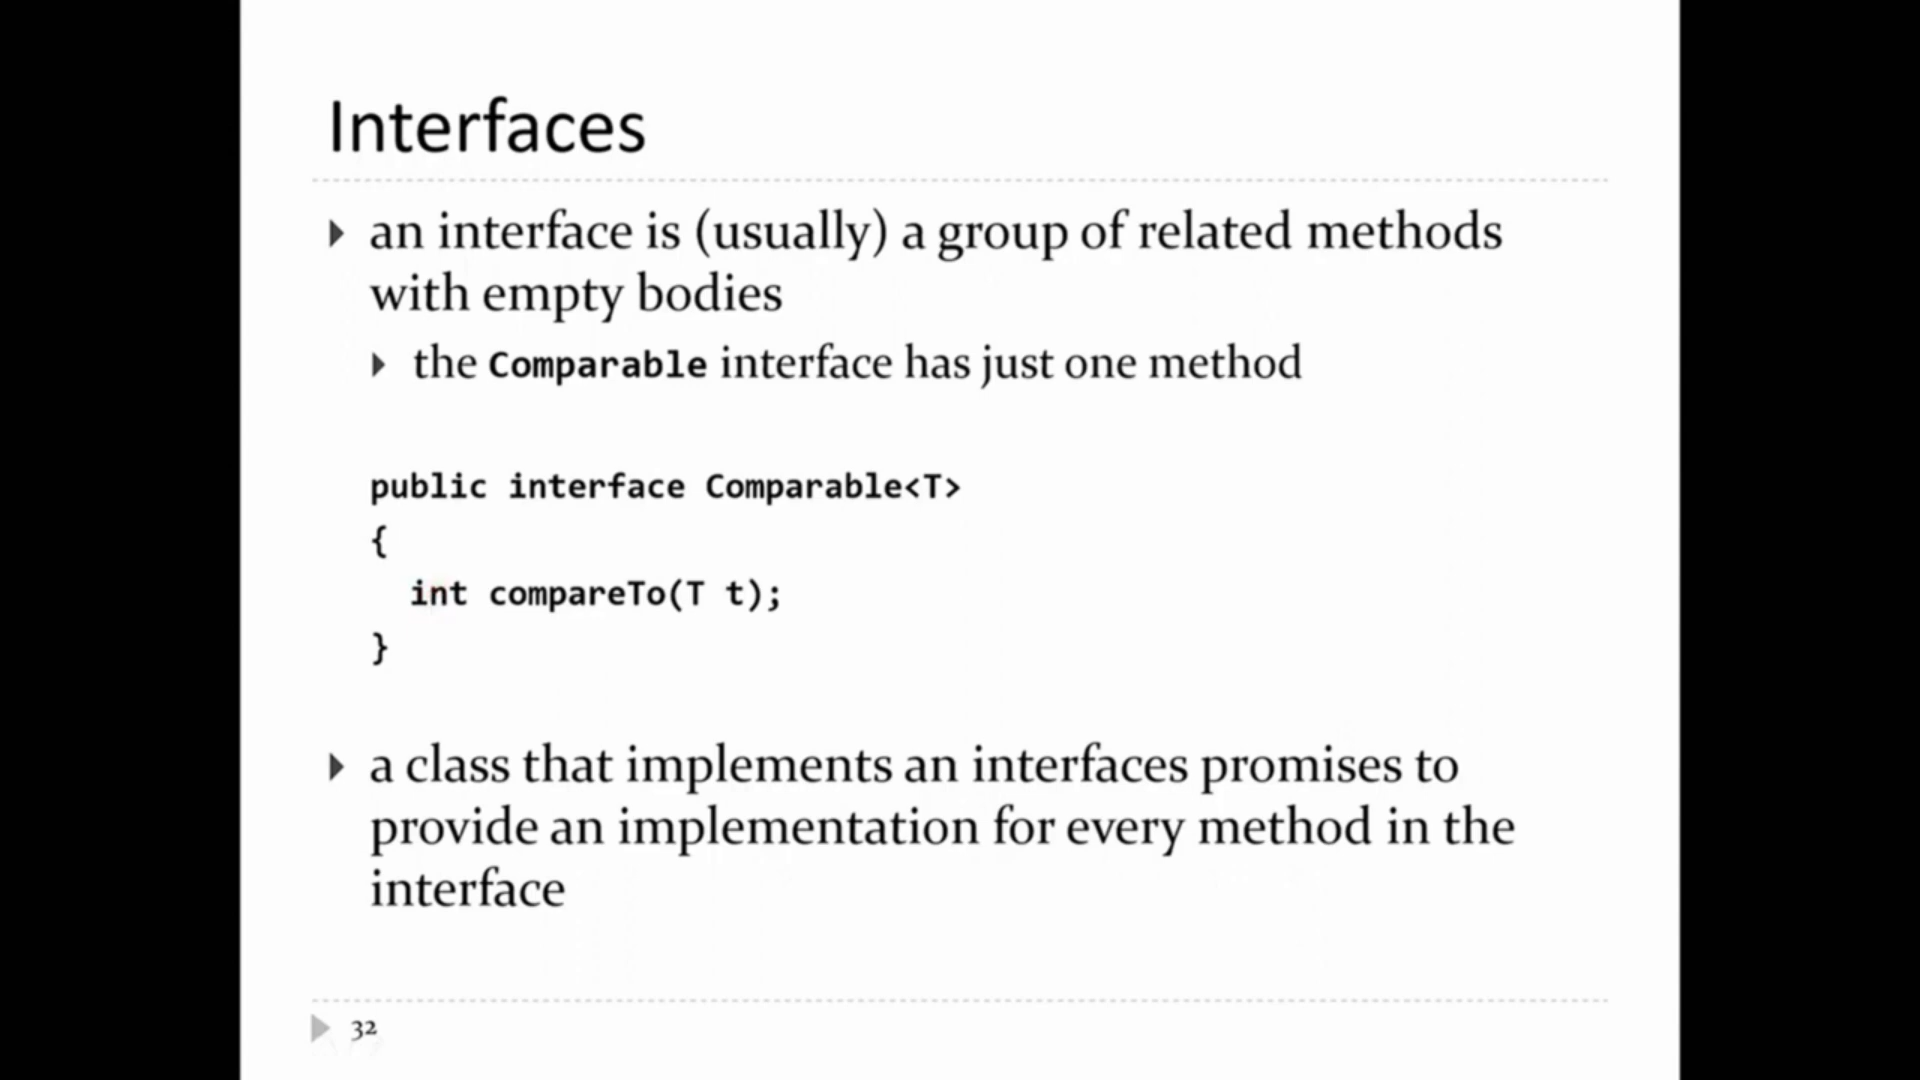 Interfaces
an interface is (usually) a group of related methods
with empty bodies
the Comparable interface has just one method
public interface Comparable<T>
{
int compareTo(T t);
}
a class that implements an interfaces promises to
provide an implementation for every method in the
interface
32